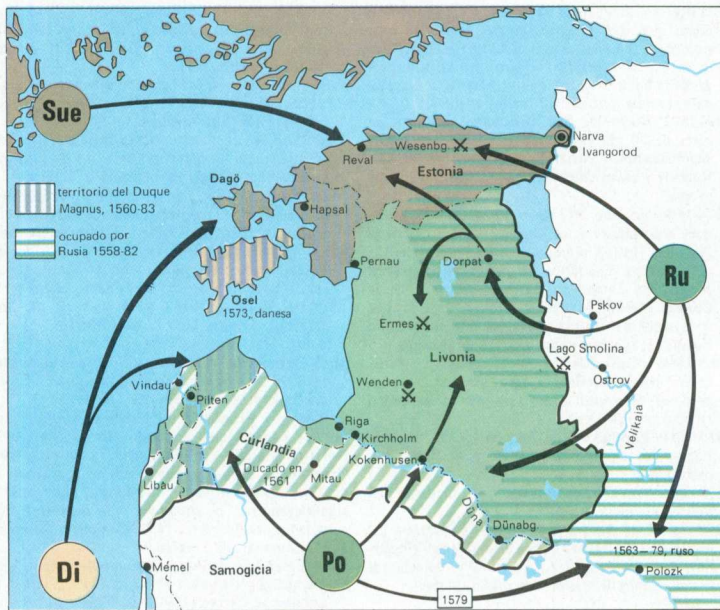 Sue
Narva
Wesenbg.
Ivangorod
Reval
Estonia
Dagö
territorio del Duque
Magnus, 1560-83
Hapsal
ocupado por
Rusia 1558-82
Pernau
Dorpat
Ru
Ösel
1573, danesa
Pskov
Ermes
Lago Smolina
Livonia
Ostrov
Vindau
Wenden
Pilten
Velikaia
Riga
Kirchholm
Curlandia
Kokenhusen
Ducado en
1561
Mitau
Libau
Düna
Dünabg.
Di
Po
1563-79, ruso
Memel
Samogicia
Polozk
1579